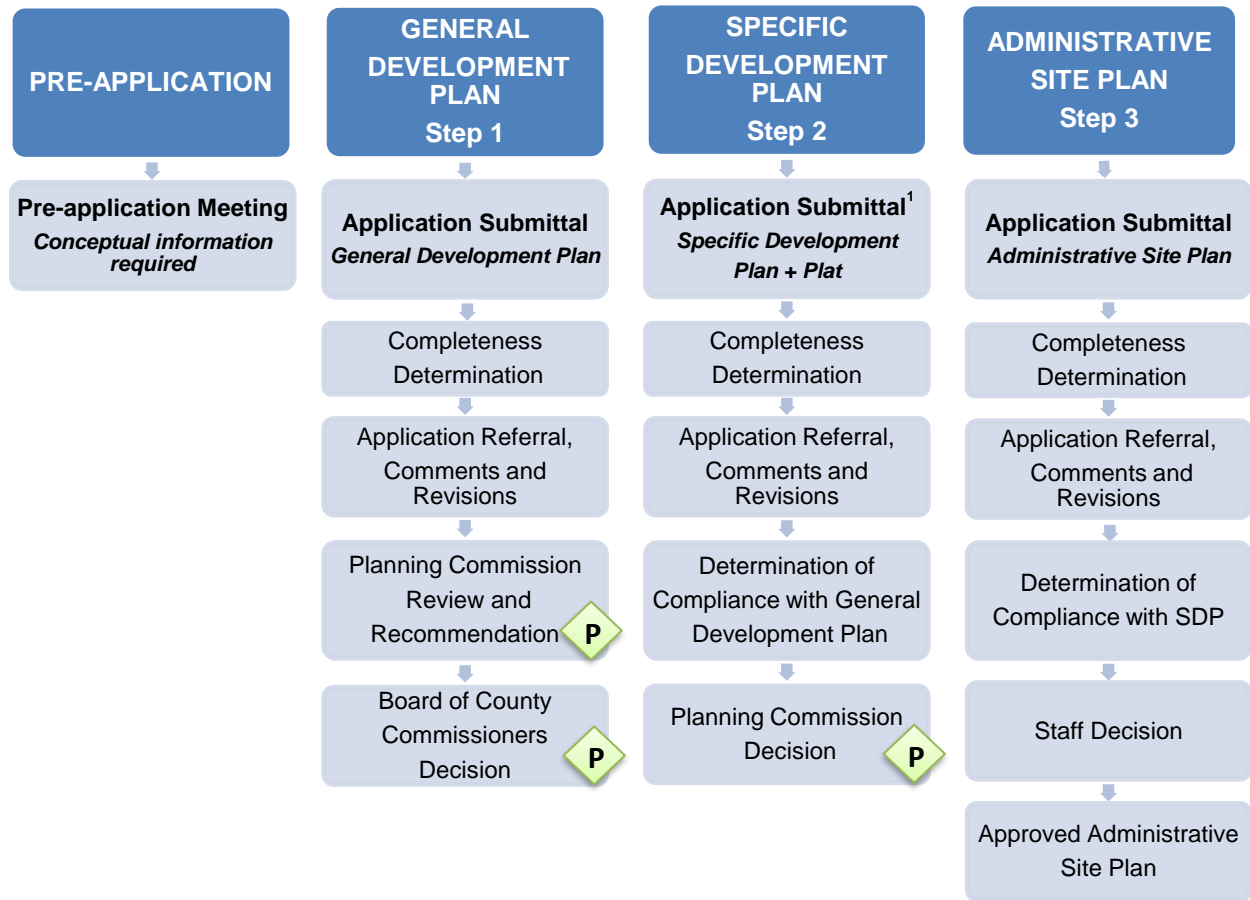 PRE-APPLICATION
Pre-application Meeting
Conceptual information
required
GENERAL
DEVELOPMENT
PLAN
Step 1
Application Submittal
General Development Plan
Completeness
Determination
Application Referral,
Comments and
Revisions
Planning Commission
Review and
Recommendation
P
Board of County
Commissioners
Decision
P
SPECIFIC
DEVELOPMENT
PLAN
Step 2
Application Submittal¹
Specific Development
Plan + Plat
Completeness
Determination
Application Referral,
Comments and
Revisions
Determination of
Compliance with General
Development Plan
Planning Commission
Decision
P
ADMINISTRATIVE
SITE PLAN
Step 3
Application Submittal
Administrative Site Plan
Completeness
Determination
Application Referral,
Comments and
Revisions
Determination of
Compliance with SDP
Staff Decision
Approved Administrative
Site Plan